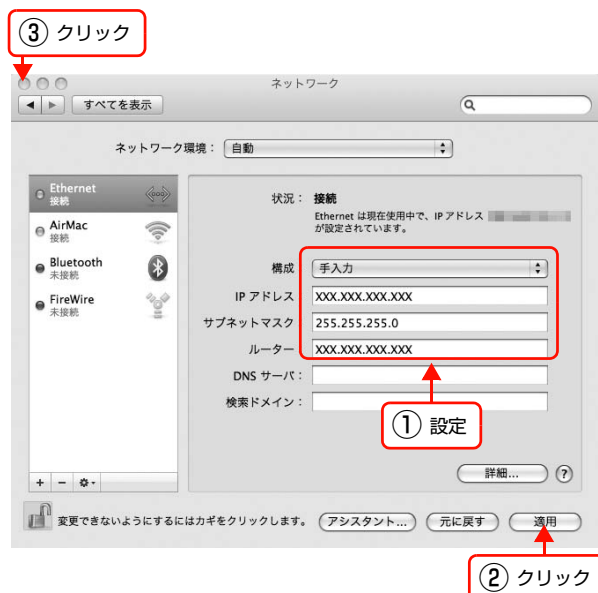 ③ クリック
ネットワーク
すべてを表示
ネットワーク環境： 自動
Ethernet
接続
AirMac
接続
Bluetooth
未接続
FireWire
未接続
状況： 接続
Ethernet は現在使用中で、IP アドレス
が設定されています。
構成 手入力
IP アドレス XXX.XXX.XXX.XXX
サブネットマスク 255.255.255.0
ルーター XXX.XXX.XXX.XXX
DNS サーバ：
検索ドメイン：
① 設定
詳細... ?
+ −
変更できないようにするにはカギをクリックします。 アシスタント... 元に戻す 適用
② クリック